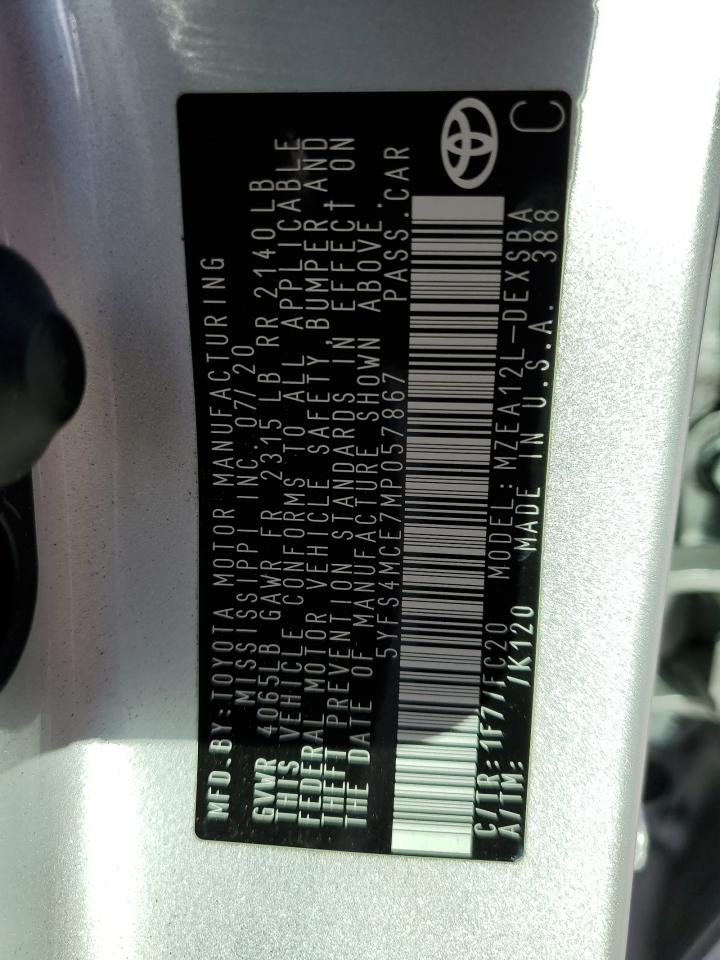 MFD.BY:TOYOTA MOTOR MANUFACTURING
MISSISSIPPI INC.07/20
GVWR 4065LB GAWR FR 2315 LB RR 2140LB
THIS VEHICLE CONFORMS TO ALL APPLICABLE
FEDERAL MOTOR VEHICLE SAFETY, BUMPER, AND
THEFT PREVENTION STANDARDS IN EFFECT ON
THE DATE OF MANUFACTURE SHOWN ABOVE.
5YFS4MCE7MP057867 PASS.CAR
C/TR:1F7/FC20 MODEL:MZEA12L-DEXSBA
A/TM: /K120 MADE IN U.S.A. 388
C